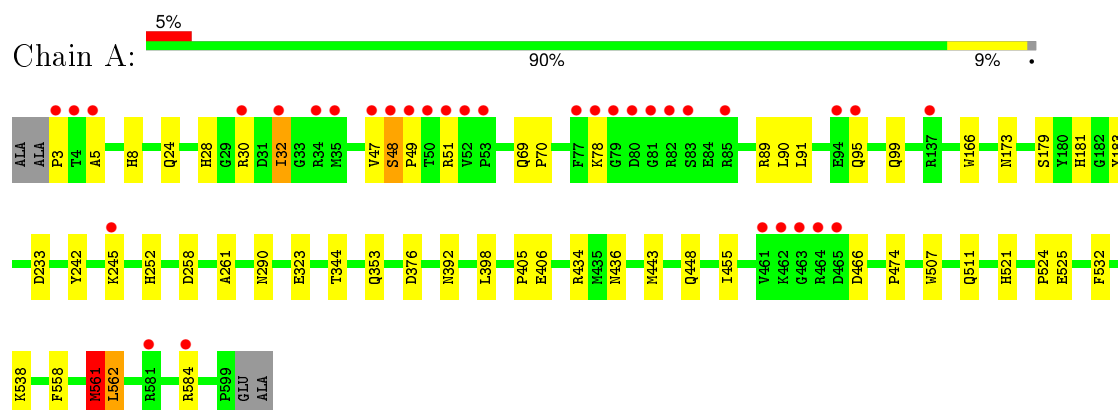 5%
Chain A:
90%
9%
•
ALA ALA P3 T4 A5 H8 Q24 H28 G29 R30 D31 I32 G33 R34 M35 V47 S48 P49 T50 R51 V52 P53 Q69 P70 F77 K78 G79 D80 G81 R82 S83 E84 R85 R89 L90 L91 E94 Q95 Q99 R137 W166 N173 S179 Y180 H181 G182 Y183
D233 Y242 K245 H252 D258 A261 N290 E323 T344 Q353 D376 N392 L398 P405 E406 R434 M435 N436 M443 Q448 I455 V461 K462 G463 R464 D465 D466 P474 W507 Q511 H521 P524 E525 F532
K538 F558 M561 L562 R581 R584 P599 GLU ALA